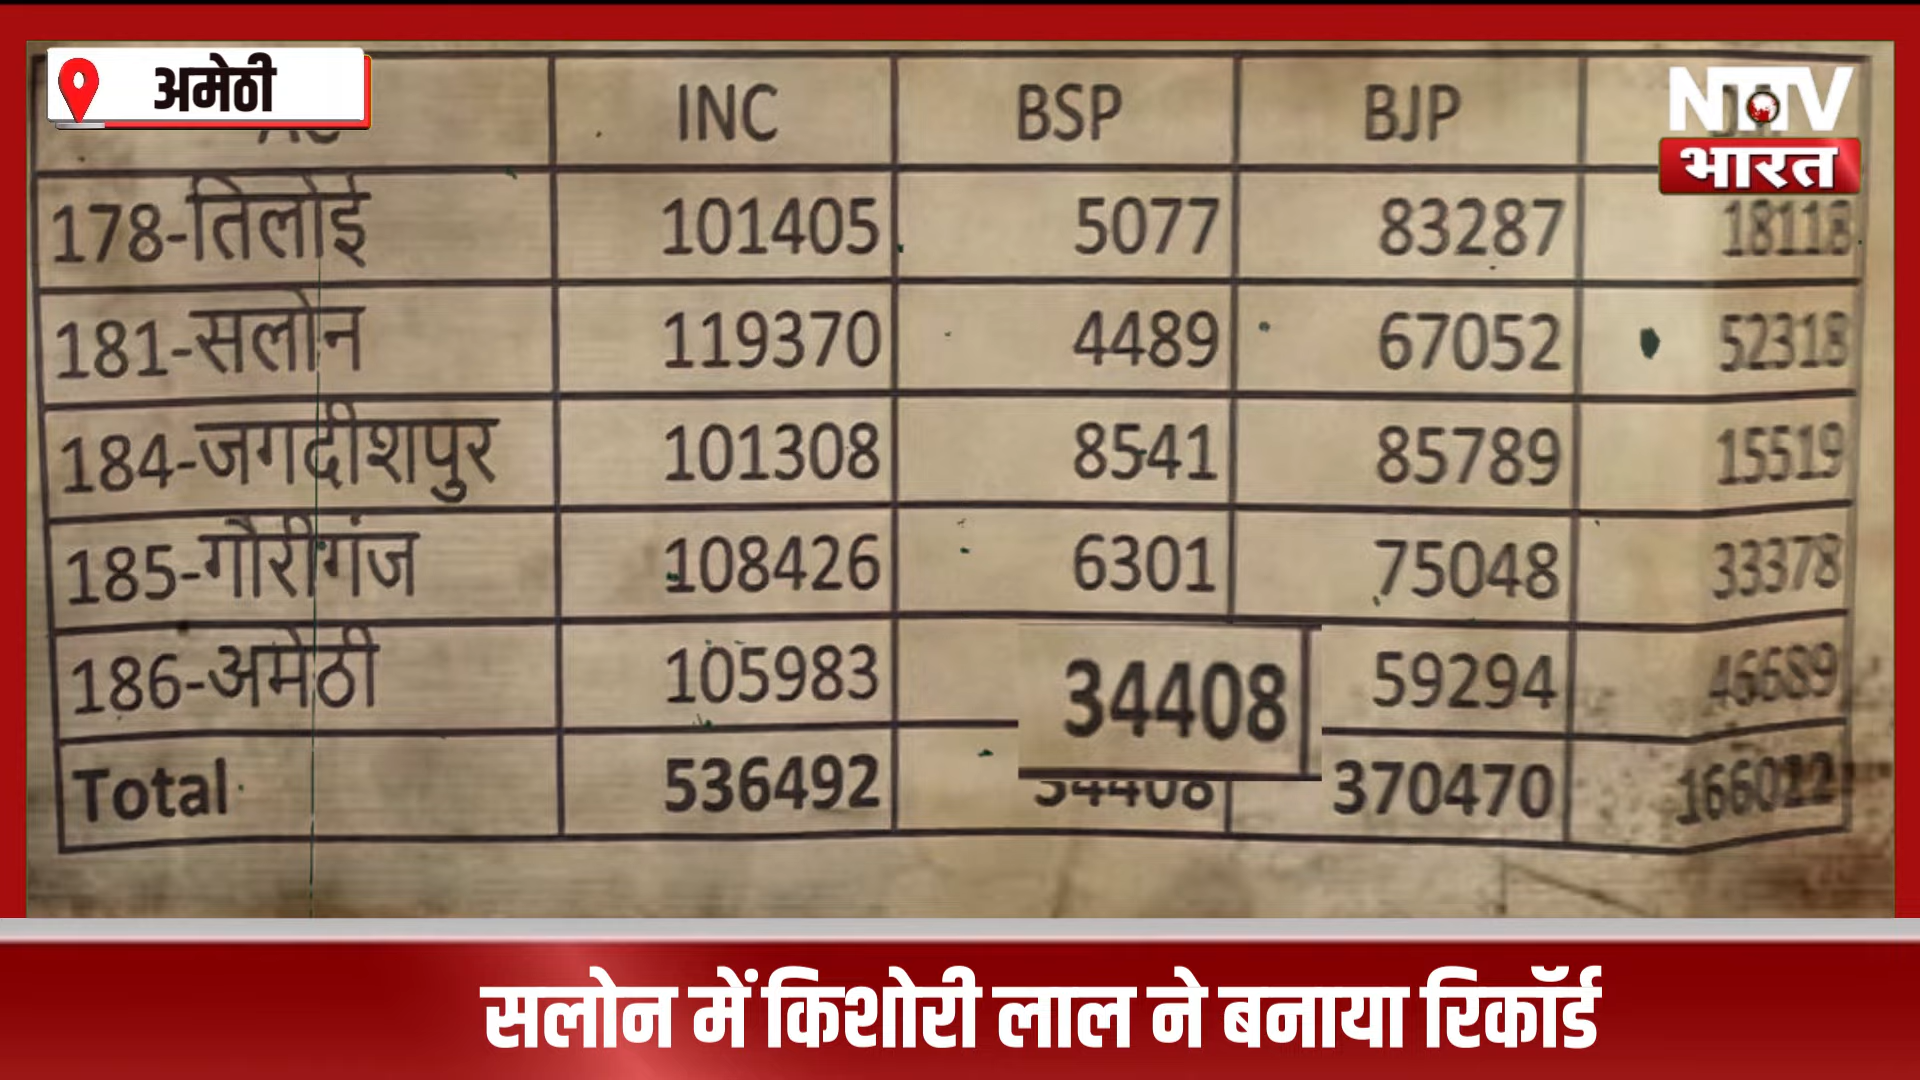 अमेठी
INC BSP BJP
NTTV
भारत
178-तिलोई 101405 5077 83287 18118
181-सलोन 119370 4489 67052 52318
184-जगदीशपुर 101308 8541 85789 15519
185-गौरीगंज 108426 6301 75048 33378
186-अमेठी 105983 34408 59294 46689
Total 536492 34408 370470 166022
सलोन में किशोरी लाल ने बनाया रिकॉर्ड